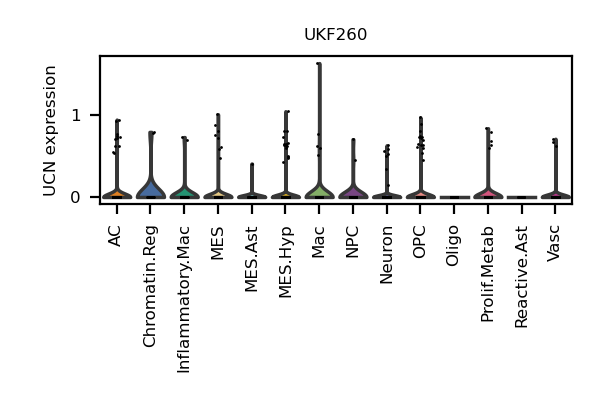 UKF260
UCN expression
1
0
AC
Chromatin.Reg
Inflammatory.Mac
MES
MES.Ast
MES.Hyp
Mac
NPC
Neuron
OPC
Oligo
Prolif.Metab
Reactive.Ast
Vasc